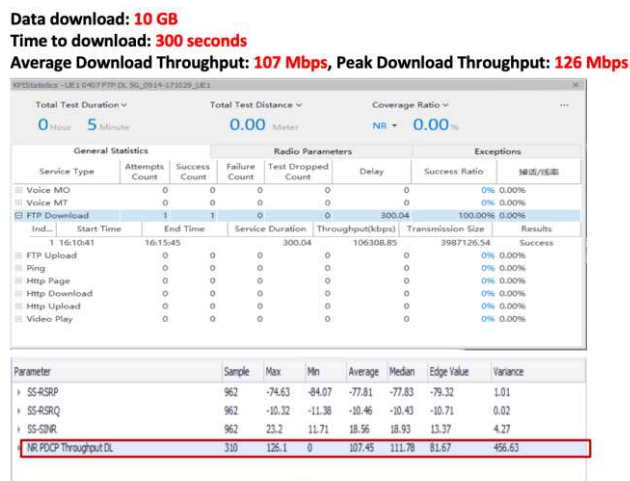 Data download: 10 GB
Time to download: 300 seconds
Average Download Throughput: 107 Mbps, Peak Download Throughput: 126 Mbps
KPIStatistics - UE1 0407 FTP DL 5G_0914-171029_UE1
Total Test Duration Total Test Distance Coverage Ratio ...
0 Hour 5 Minute 0.00 Meter NR 0.00 %
General Statistics Radio Parameters Exceptions
Service Type Attempts Count Success Count Failure Count Test Dropped Count Delay Success Ratio
Voice MO 0 0 0 0 0 0% 0.00%
Voice MT 0 0 0 0 0 0% 0.00%
FTP Download 1 1 0 0 300.04 100.00% 0.00%
Ind... Start Time End Time Service Duration Throughput(kbps) Transmission Size Results
1 16:10:41 16:15:45 300.04 106308.85 3987126.54 Success
FTP Upload 0 0 0 0 0 0% 0.00%
Ping 0 0 0 0 0 0% 0.00%
Http Page 0 0 0 0 0 0% 0.00%
Http Download 0 0 0 0 0 0% 0.00%
Http Upload 0 0 0 0 0 0% 0.00%
Video Play 0 0 0 0 0 0% 0.00%
Parameter Sample Max Min Average Median Edge Value Variance
SS-RSRP 962 -74.63 -84.07 -77.81 -77.83 -79.32 1.01
SS-RSRQ 962 -10.32 -11.38 -10.46 -10.43 -10.71 0.02
SS-SINR 962 23.2 11.71 18.56 18.93 13.37 4.27
NR PDCP Throughput DL 310 126.1 0 107.45 111.78 81.67 456.63